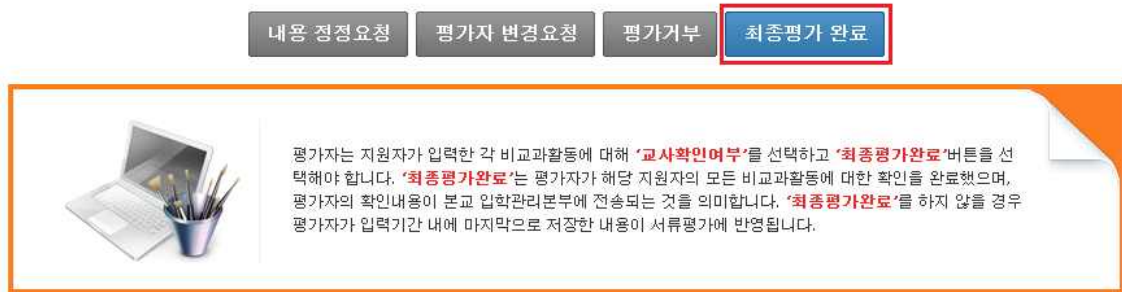 내용 정정요청 평가자 변경요청 평가거부 최종평가 완료
평가자는 지원자가 입력한 각 비교과활동에 대해 '교사확인여부'를 선택하고 '최종평가완료'버튼을 선
택해야 합니다. '최종평가완료'는 평가자가 해당 지원자의 모든 비교과활동에 대한 확인을 완료했으며,
평가자의 확인내용이 본교 입학관리본부에 전송되는 것을 의미합니다. '최종평가완료'를 하지 않을 경우
평가자가 입력기간 내에 마지막으로 저장한 내용이 서류평가에 반영됩니다.